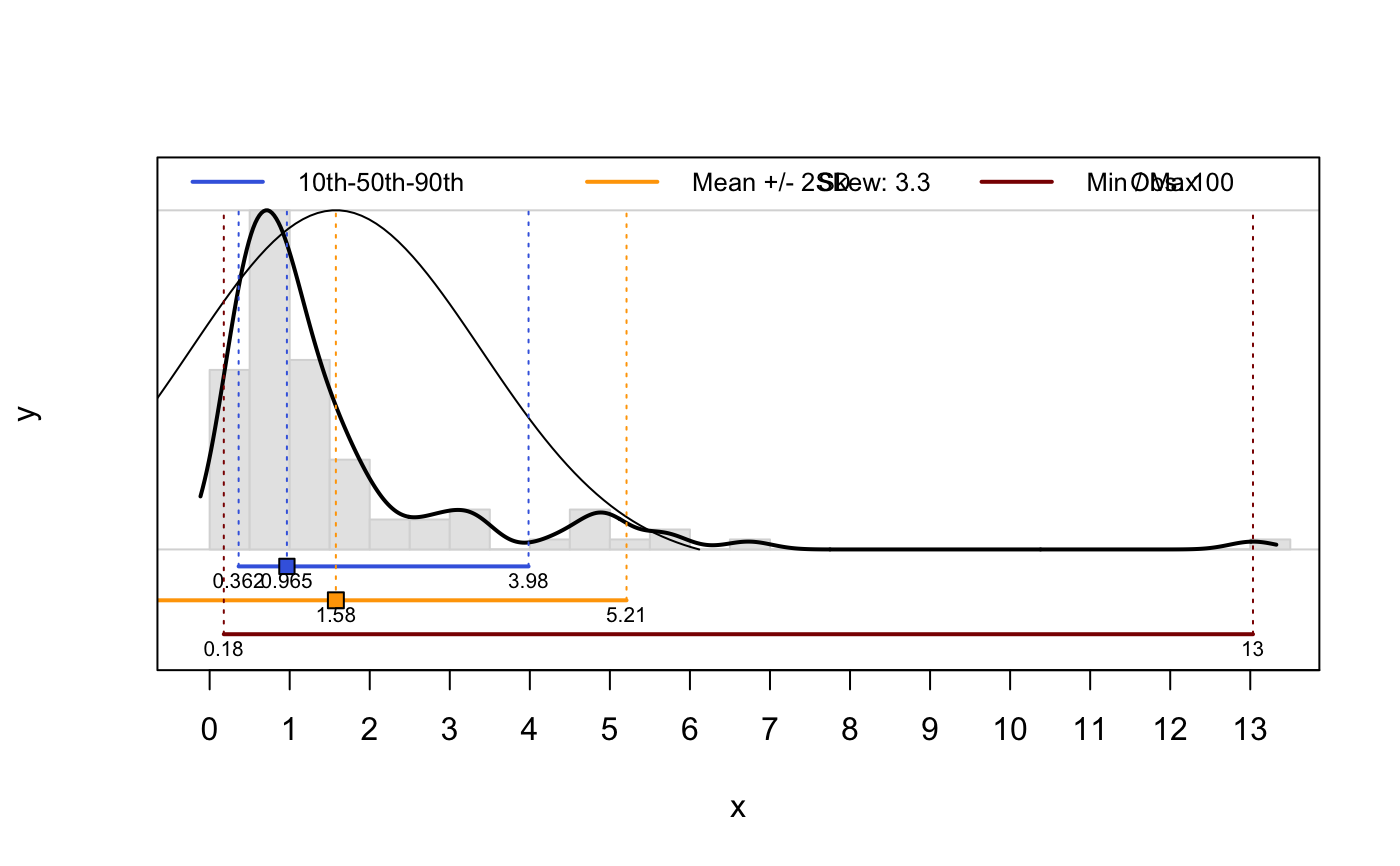 10th-50th-90th Mean +/- 2SD Skew: 3.3 Min / Max Obs: 100
y
0.362 0.965 3.98
1.58 5.21
0.18 13
0 1 2 3 4 5 6 7 8 9 10 11 12 13
x